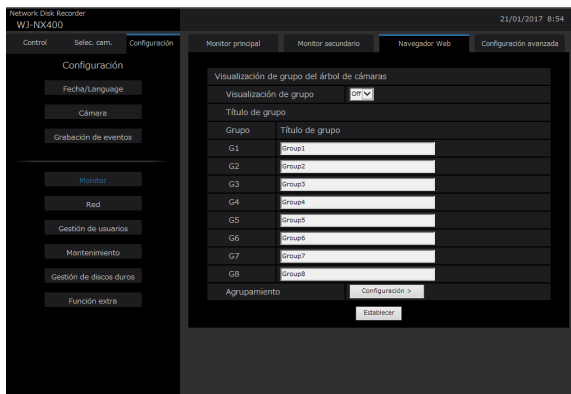 Network Disk Recorder
WJ-NX400
21/01/2017 8:54
Control Selec. cam. Configuración
Monitor principal Monitor secundario Navegador Web Configuración avanzada
Configuración
Fecha/Language
Cámara
Grabación de eventos
Monitor
Red
Gestión de usuarios
Mantenimiento
Gestión de discos duros
Función extra
Visualización de grupo del árbol de cámaras
Visualización de grupo Off
Título de grupo
Grupo Título de grupo
G1 Group1
G2 Group2
G3 Group3
G4 Group4
G5 Group5
G6 Group6
G7 Group7
G8 Group8
Agrupamiento Configuración >
Establecer